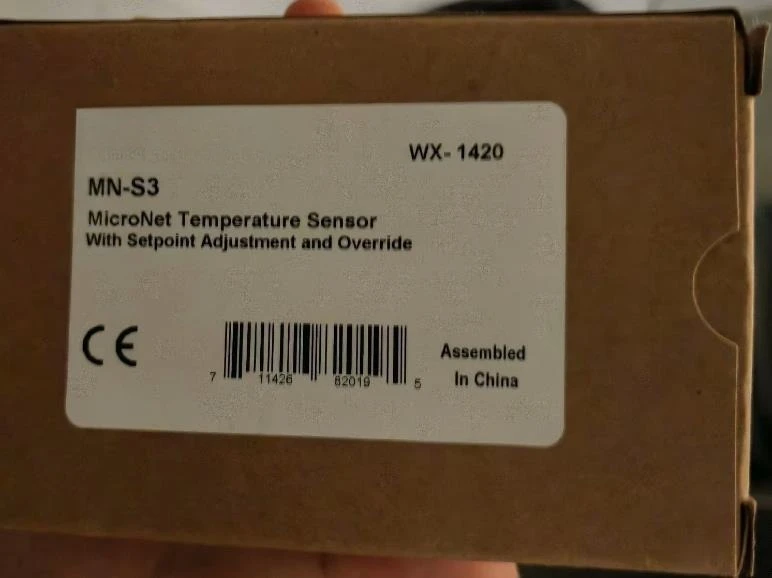 WX- 1420
MN-S3
MicroNet Temperature Sensor
With Setpoint Adjustment and Override
CE
7 11426 82019 5
Assembled
In China